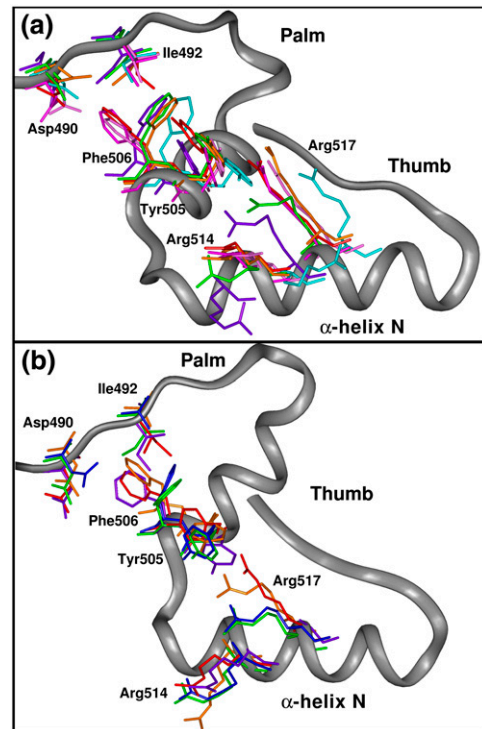 (a)
Palm
Ile492
Asp490
Arg517
Phe506
Thumb
Tyr505
Arg514
α-helix N
(b)
Palm
Ile492
Asp490
Thumb
Phe506
Tyr505
Arg517
Arg514
α-helix N